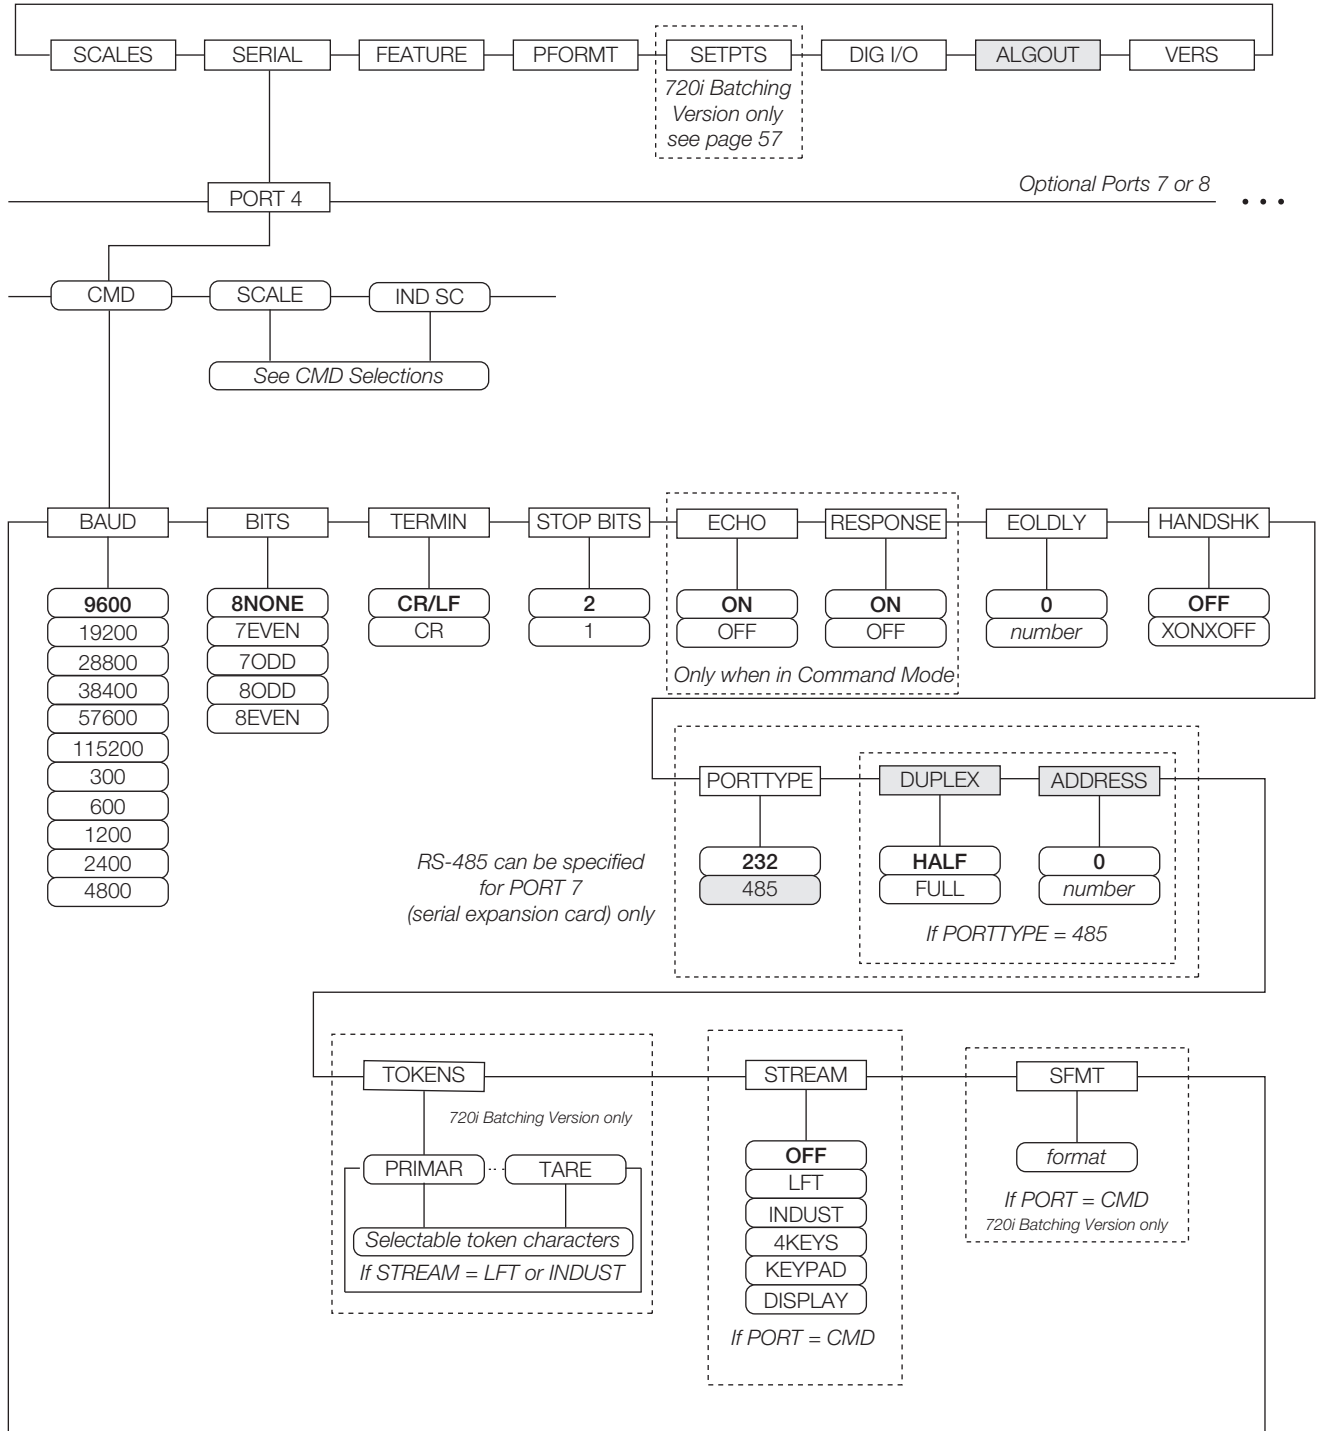 SCALES
SERIAL
FEATURE
PFORMT
SETPTS
DIG I/O
ALGOUT
VERS
720i Batching
Version only
see page 57
PORT 4
Optional Ports 7 or 8
• • •
CMD
SCALE
IND SC
See CMD Selections
BAUD
BITS
TERMIN
STOP BITS
ECHO
RESPONSE
EOLDLY
HANDSHK
9600
19200
28800
38400
57600
115200
300
600
1200
2400
4800
8NONE
7EVEN
7ODD
8ODD
8EVEN
CR/LF
CR
2
1
ON
OFF
ON
OFF
Only when in Command Mode
0
number
OFF
XONXOFF
PORTTYPE
DUPLEX
ADDRESS
232
485
HALF
FULL
0
number
If PORTTYPE = 485
RS-485 can be specified
for PORT 7
(serial expansion card) only
TOKENS
STREAM
SFMT
720i Batching Version only
PRIMAR
..
TARE
Selectable token characters
If STREAM = LFT or INDUST
OFF
LFT
INDUST
4KEYS
KEYPAD
DISPLAY
If PORT = CMD
format
If PORT = CMD
720i Batching Version only